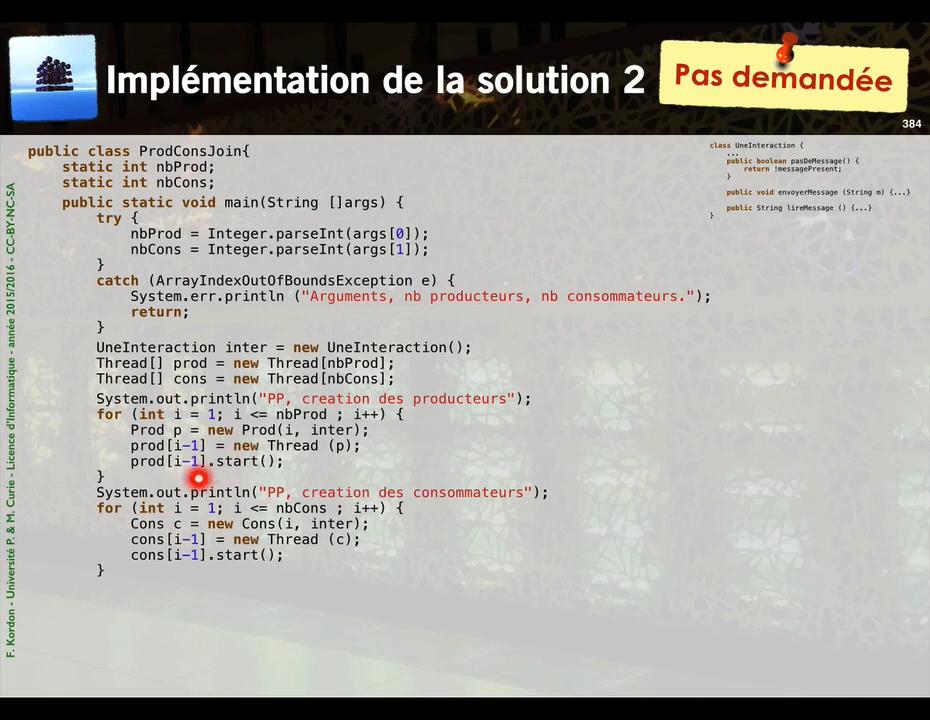 Implémentation de la solution 2
Pas demandée
384
public class ProdConsJoin{
static int nbProd;
static int nbCons;
public static void main(String []args) {
try {
nbProd = Integer.parseInt(args[0]);
nbCons = Integer.parseInt(args[1]);
}
catch (ArrayIndexOutOfBoundsException e) {
System.err.println ("Arguments, nb producteurs, nb consommateurs.");
return;
}
UneInteraction inter = new UneInteraction();
Thread[] prod = new Thread[nbProd];
Thread[] cons = new Thread[nbCons];
System.out.println("PP, creation des producteurs");
for (int i = 1; i <= nbProd ; i++) {
Prod p = new Prod(i, inter);
prod[i-1] = new Thread (p);
prod[i-1].start();
}
System.out.println("PP, creation des consommateurs");
for (int i = 1; i <= nbCons ; i++) {
Cons c = new Cons(i, inter);
cons[i-1] = new Thread (c);
cons[i-1].start();
}
class UneInteraction {
...
public boolean pasDeMessage() {
return !messagePresent;
}
public void envoyerMessage (String m) {...}
public String lireMessage () {...}
}
F. Kordon - Université P. & M. Curie - Licence d'Informatique - année 2015/2016 - CC-BY-NC-SA